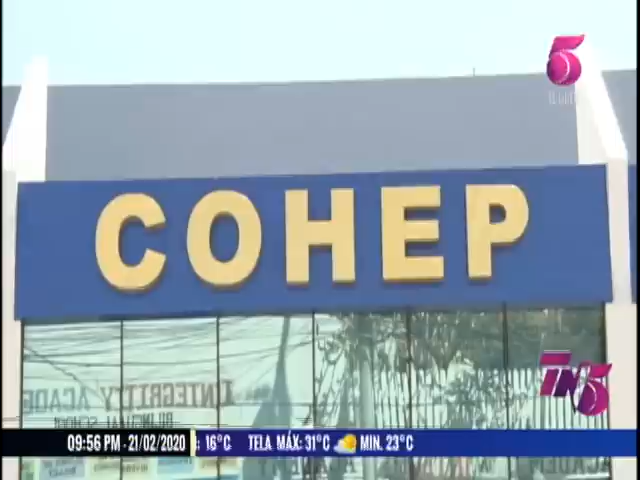 5
COHEP
INTEGRITY ACADE
BILINGUAL SCHOOL
TN5
09:56 PM - 21/02/2020 : 16°C TELA MÁX: 31°C MIN. 23°C